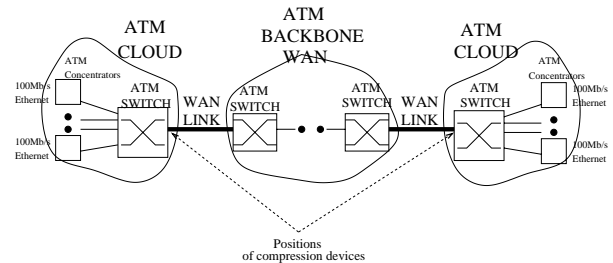 ATM
CLOUD
ATM
Concentrators
100Mb/s
Ethernet
100Mb/s
Ethernet
ATM
SWITCH
WAN
LINK
ATM
BACKBONE
WAN
ATM
SWITCH
ATM
SWITCH
WAN
LINK
ATM
CLOUD
ATM
SWITCH
ATM
Concentrators
100Mb/s
Ethernet
100Mb/s
Ethernet
Positions
of compression devices